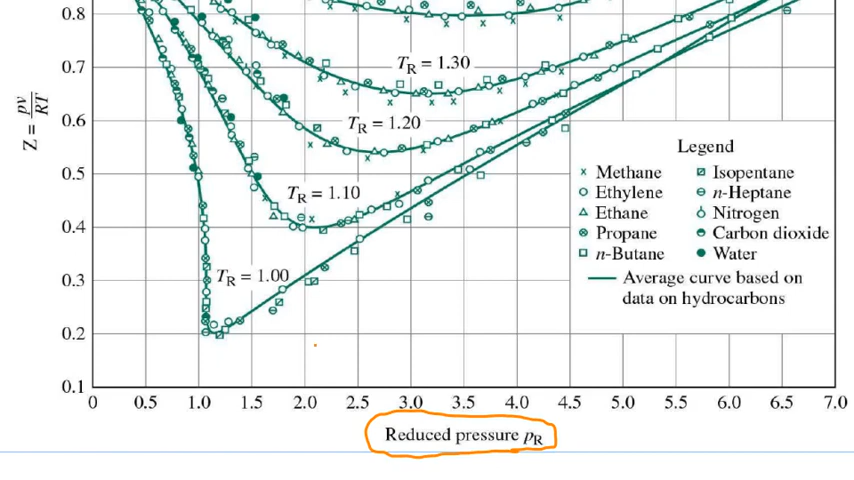 0.8
0.7
0.6
0.5
0.4
0.3
0.2
0.1
Z = pv/RT
T_R = 1.30
T_R = 1.20
T_R = 1.10
T_R = 1.00
Legend
× Methane
○ Ethylene
△ Ethane
⊗ Propane
□ n-Butane
⧄ Isopentane
⊖ n-Heptane
Nitrogen
Carbon dioxide
● Water
Average curve based on
data on hydrocarbons
0 0.5 1.0 1.5 2.0 2.5 3.0 3.5 4.0 4.5 5.0 5.5 6.0 6.5 7.0
Reduced pressure p_R